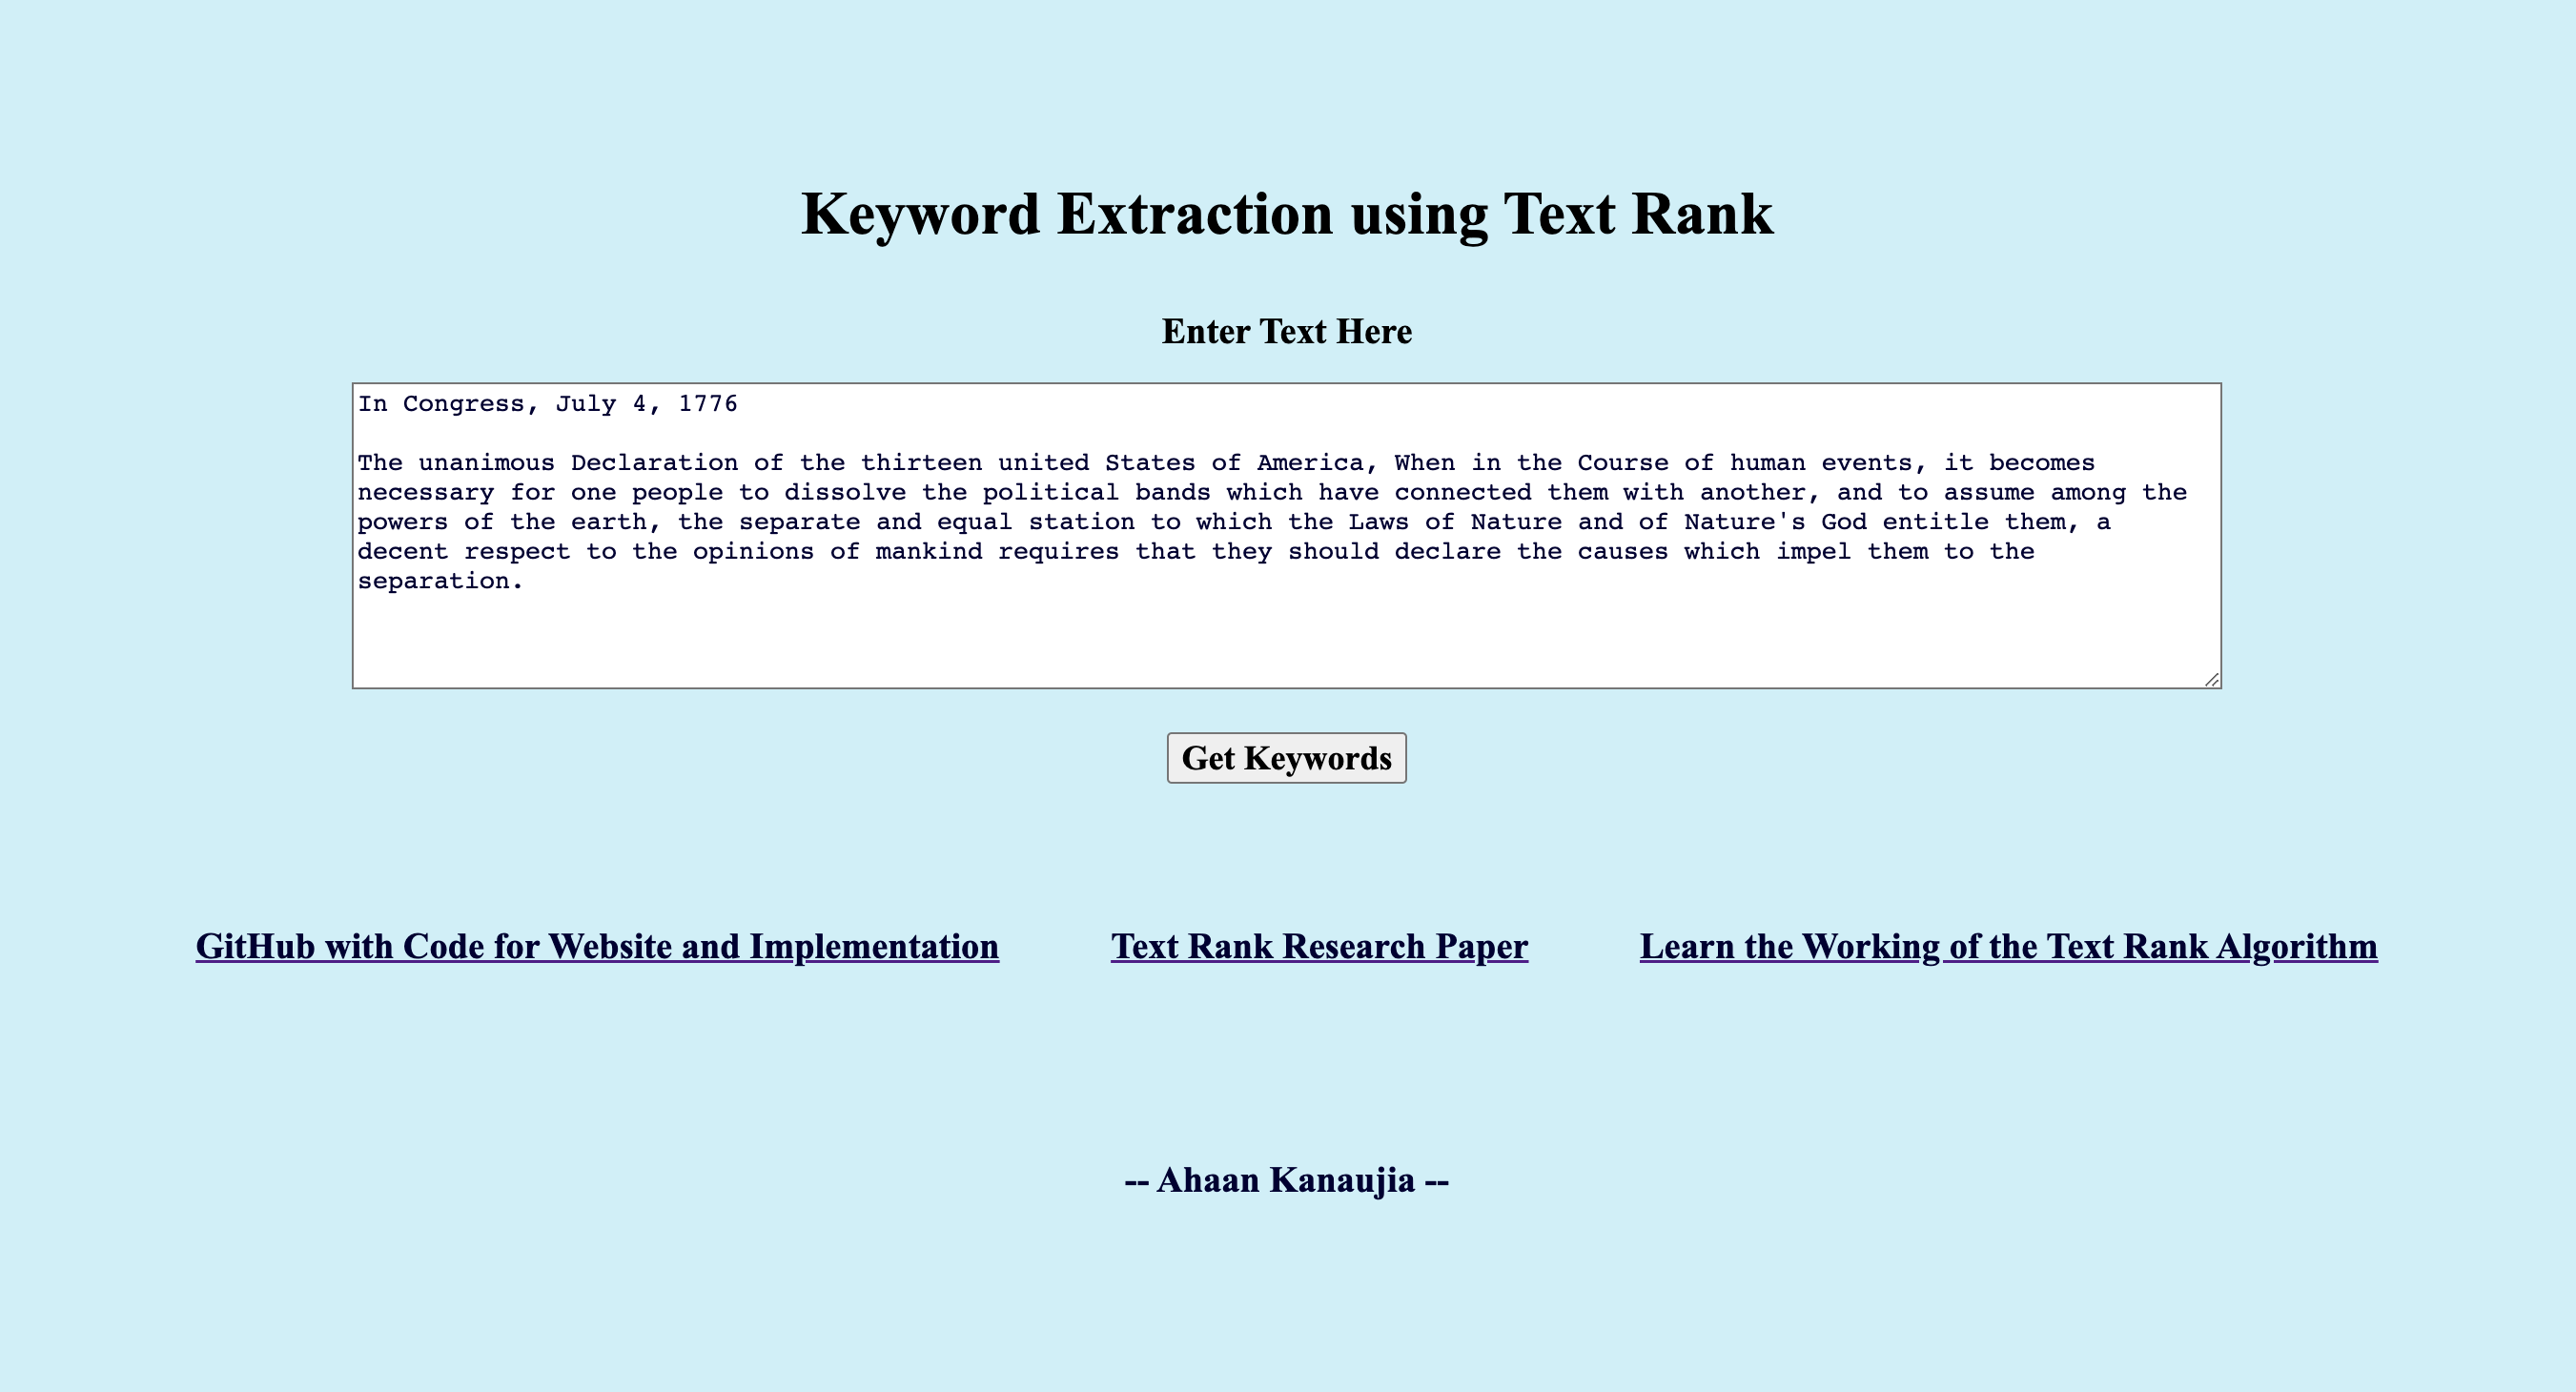 Keyword Extraction using Text Rank
Enter Text Here
In Congress, July 4, 1776
The unanimous Declaration of the thirteen united States of America, When in the Course of human events, it becomes
necessary for one people to dissolve the political bands which have connected them with another, and to assume among the
powers of the earth, the separate and equal station to which the Laws of Nature and of Nature's God entitle them, a
decent respect to the opinions of mankind requires that they should declare the causes which impel them to the
separation.
Get Keywords
GitHub with Code for Website and Implementation
Text Rank Research Paper
Learn the Working of the Text Rank Algorithm
-- Ahaan Kanaujia --